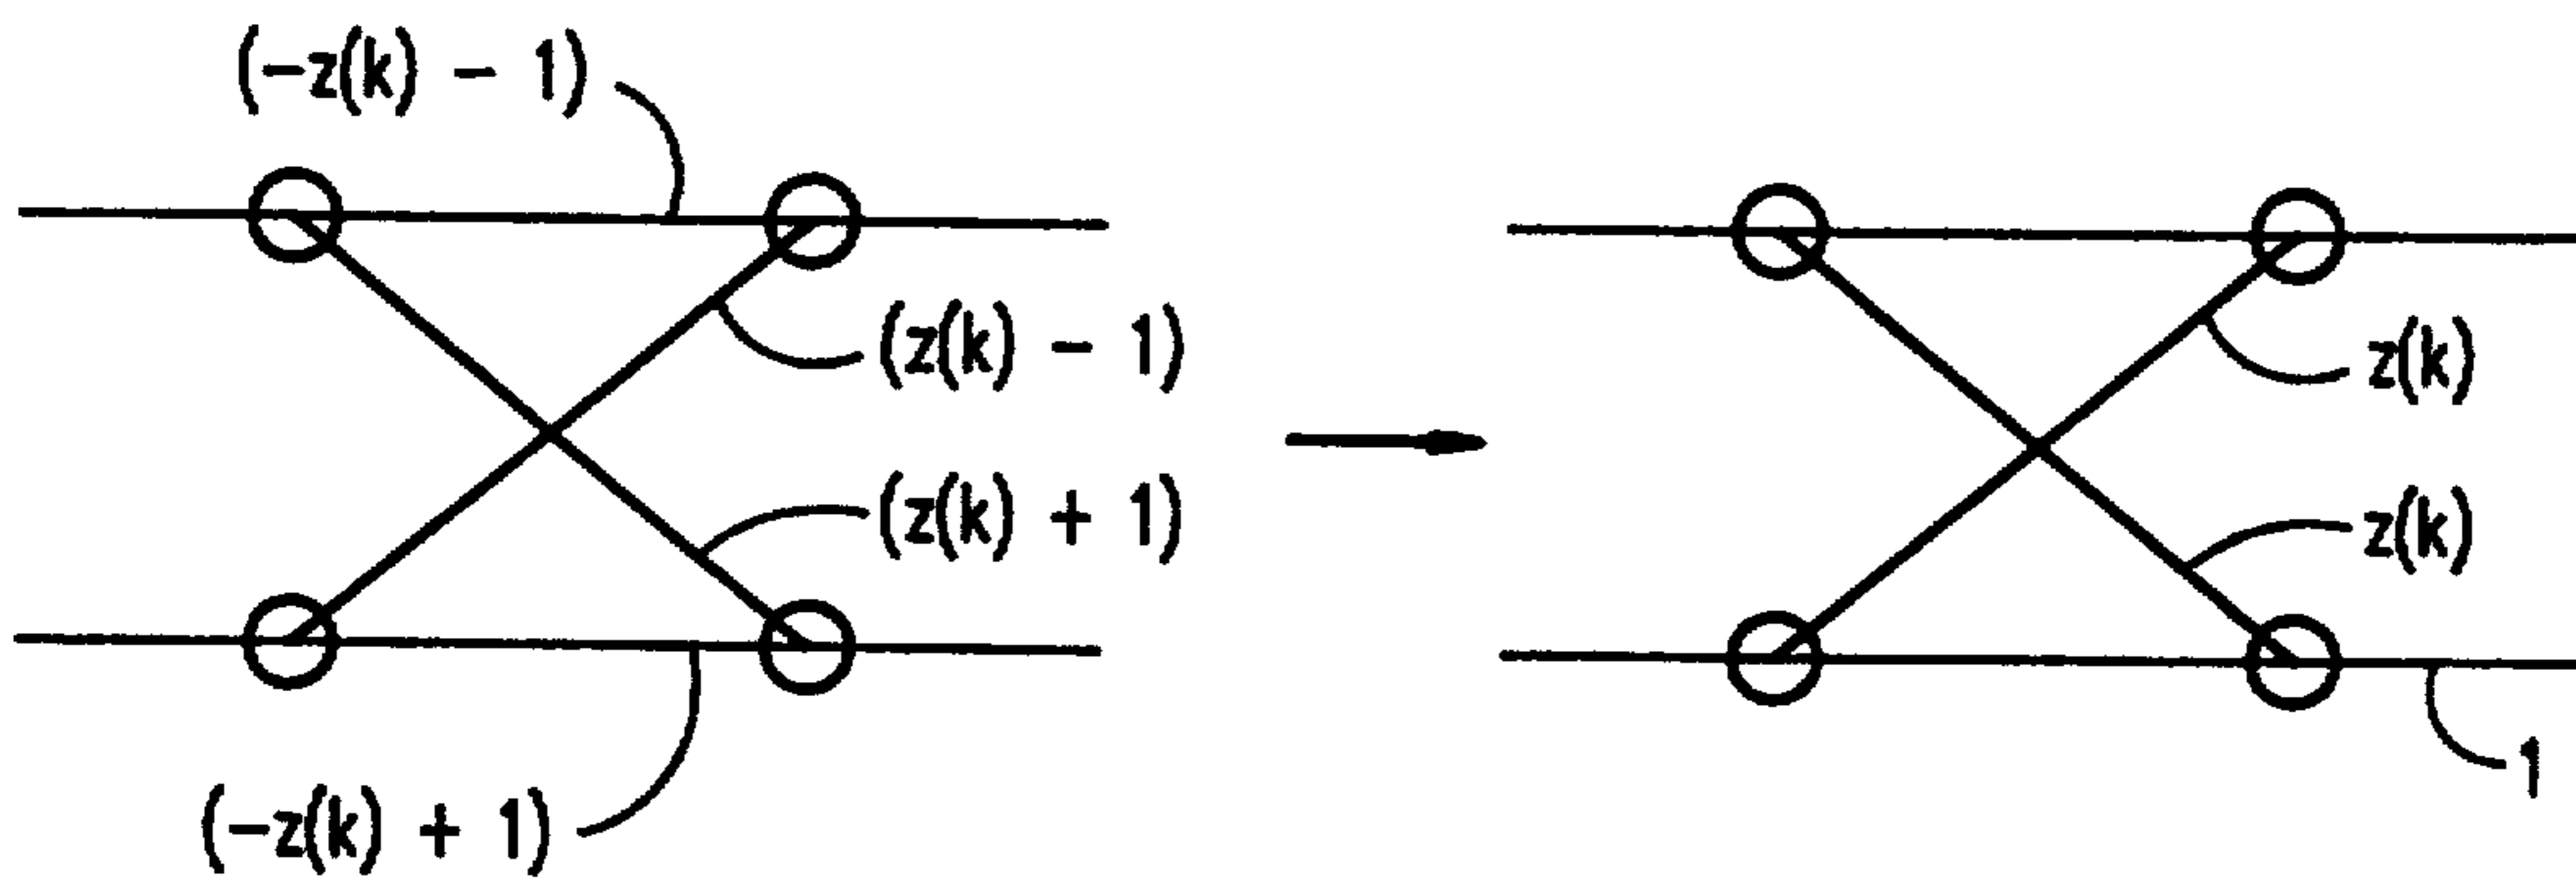 (-z(k) - 1)
(z(k) - 1)
(z(k) + 1)
(-z(k) + 1)
z(k)
z(k)
1